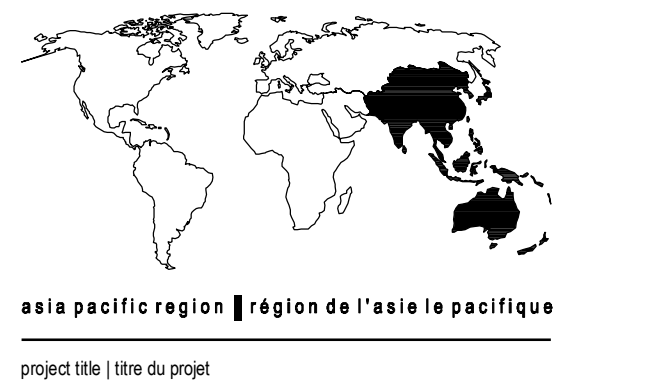 asia pacific region | région de l'asie le pacifique
project title | titre du projet